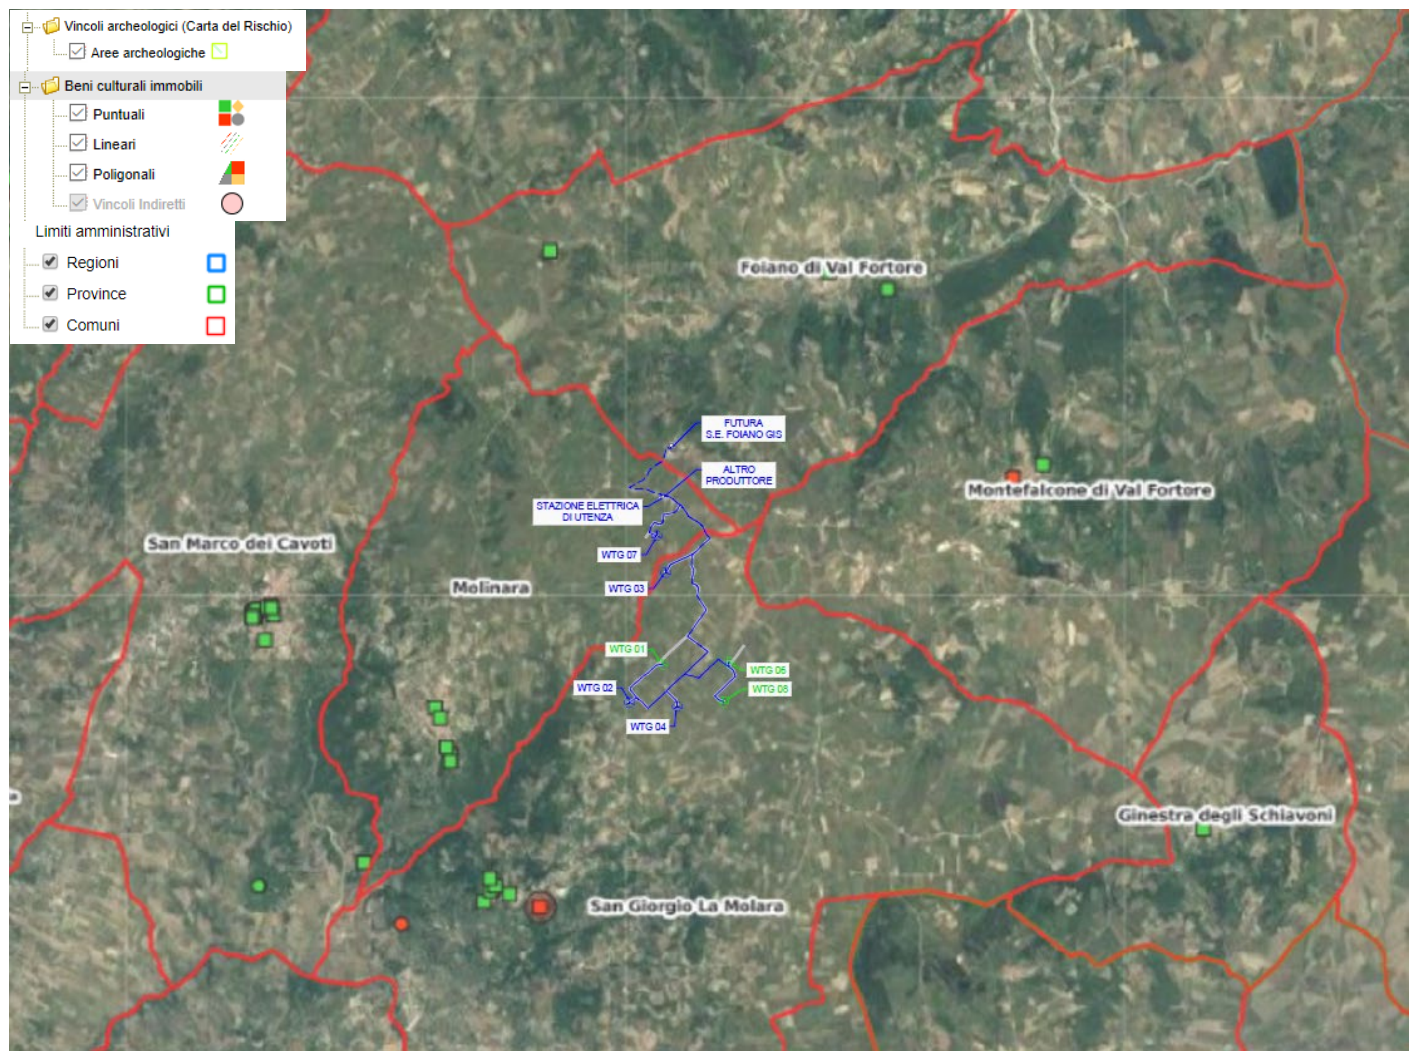 Vincoli archeologici (Carta del Rischio)
Aree archeologiche
Beni culturali immobili
Puntuali
Lineari
Poligonali
Vincoli Indiretti
Limiti amministrativi
Regioni
Province
Comuni
Foiano di Val Fortore
FUTURA
S.E. FOIANO GIS
ALTRO
PRODUTTORE
STAZIONE ELETTRICA
DI UTENZA
Montefalcone di Val Fortore
San Marco dei Cavoti
WTG 07
Molinara
WTG 03
WTG 01
WTG 06
WTG 02
WTG 08
WTG 04
Ginestra degli Schiavoni
San Giorgio La Molara